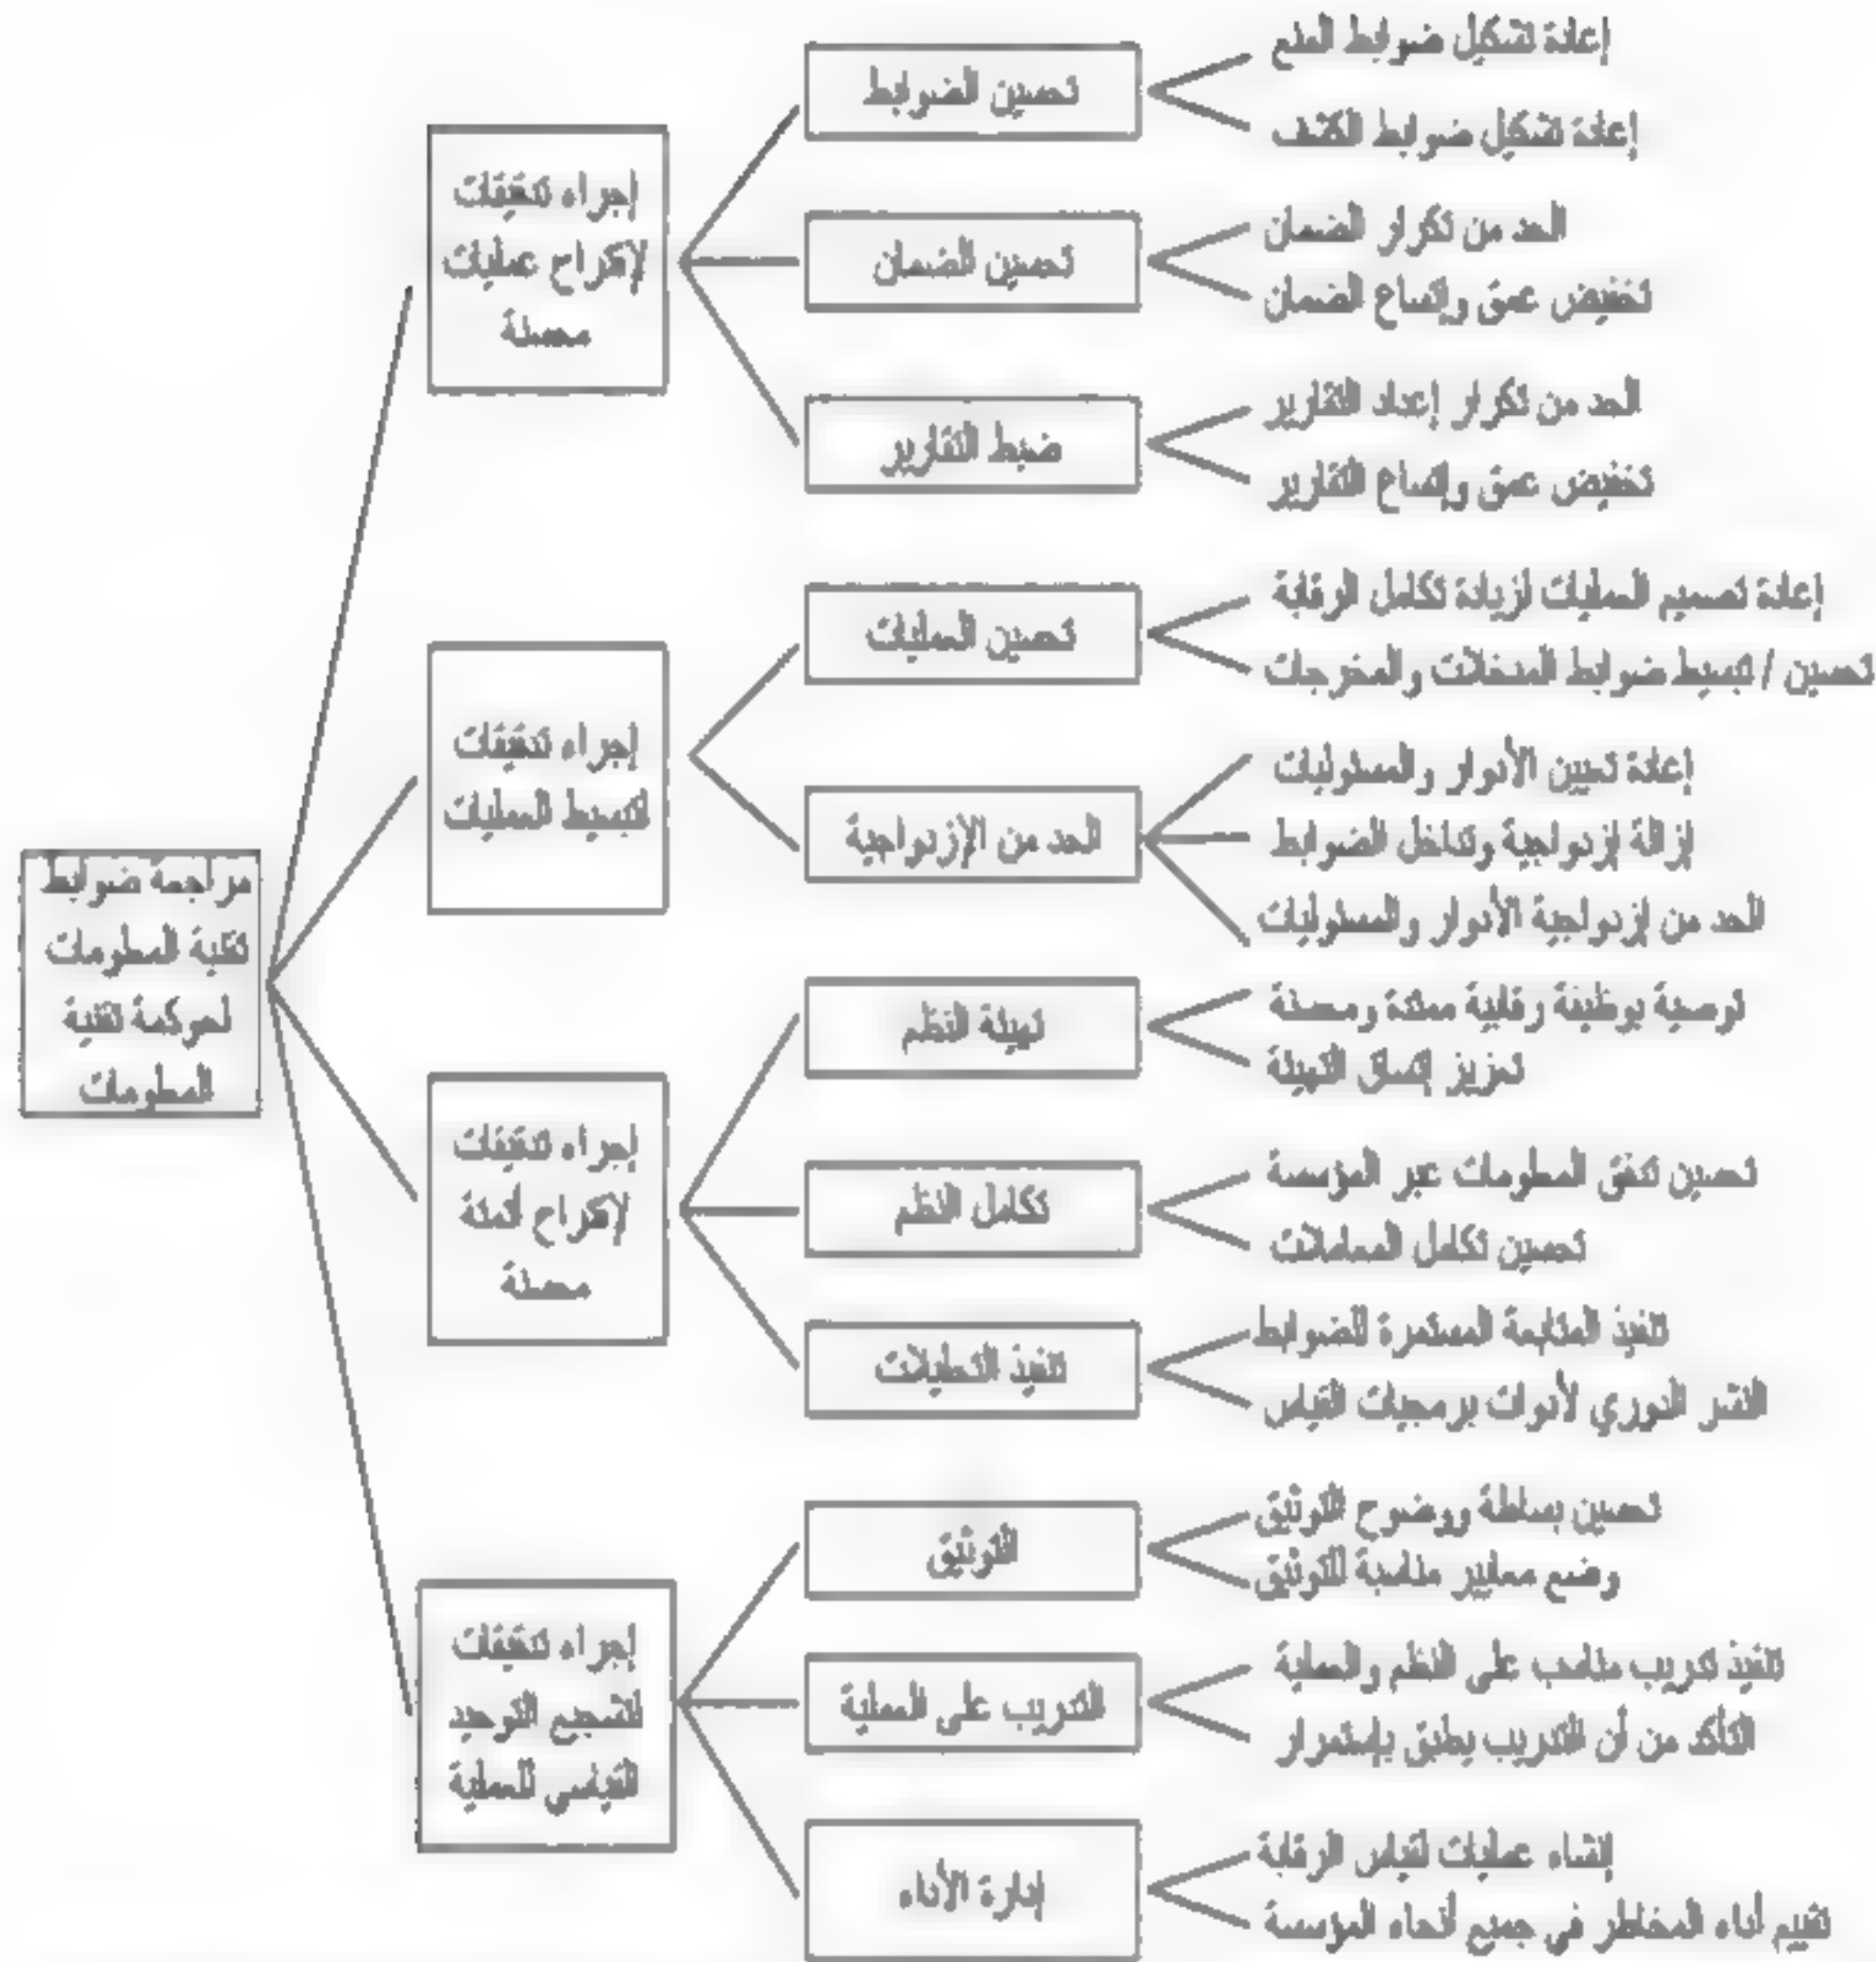 مراجعة ضوابط
تقنية المعلومات
لحوكمة تقنية
المعلومات
إجراء تدقيقات
لإقتراح عمليات
محسنة
تحسين الضوابط
إعادة تشكيل ضوابط المنع
إعادة تشكيل ضوابط الكشف
تحسين الضمان
الحد من تكرار الضمان
تخفيض عمق وإتساع الضمان
ضبط التقارير
الحد من تكرار إعداد التقارير
تخفيض عمق وإتساع التقارير
إجراء تدقيقات
لتبسيط العمليات
تحسين العمليات
إعادة تصميم العمليات لزيادة تكامل الرقابة
تحسين / تبسيط ضوابط المدخلات والمخرجات
الحد من الإزدواجية
إعادة تعيين الأدوار والمسئوليات
إزالة إزدواجية وتداخل الضوابط
الحد من إزدواجية الأدوار والمسئوليات
إجراء تدقيقات
لإقتراح أتمتة
محسنة
تهيئة النظم
توصية بوظيفة رقابية ممتدة ومحسنة
تعزيز إتساق التهيئة
تكامل النظم
تحسين تدفق المعلومات عبر المؤسسة
تحسين تكامل المعاملات
تنفيذ التحليلات
تنفيذ المتابعة المستمرة للضوابط
النشر الدوري لأدوات برمجيات القياس
إجراء تدقيقات
لتشجيع التوحيد
القياسي للعملية
التوثيق
تحسين بساطة ووضوح التوثيق
وضع معايير مناسبة للتوثيق
التدريب على العملية
تنفيذ تدريب مناسب على النظم والعملية
التأكد من أن التدريب يطبق بإستمرار
إدارة الأداء
إنشاء عمليات لقياس الرقابة
تقييم أداء المخاطر في جميع أنحاء المؤسسة